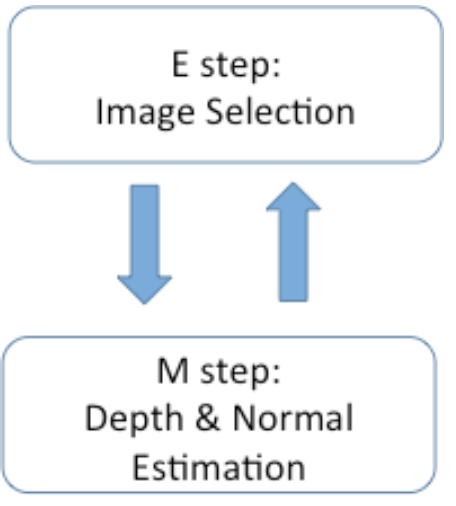 E step:
Image Selection
M step:
Depth & Normal
Estimation